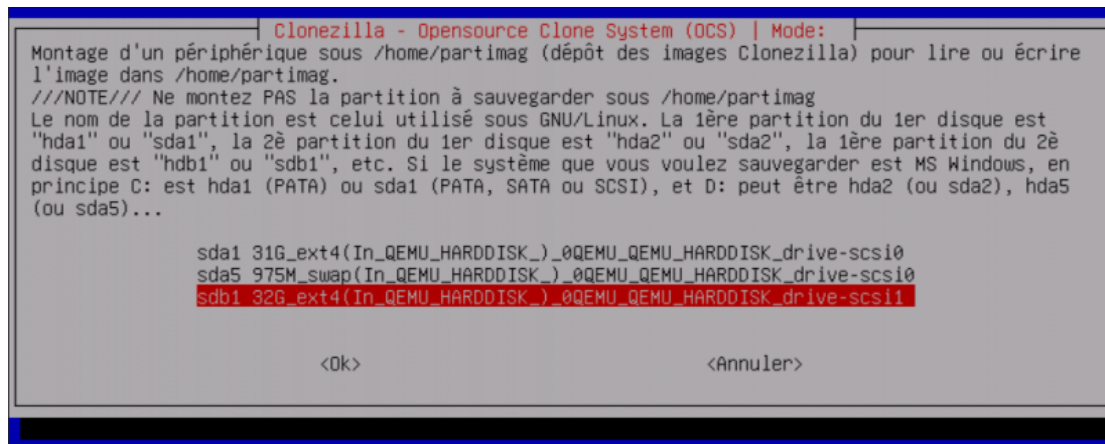 Clonezilla - Opensource Clone System (OCS) | Mode:
Montage d'un périphérique sous /home/partimag (dépôt des images Clonezilla) pour lire ou écrire
l'image dans /home/partimag.
///NOTE/// Ne montez PAS la partition à sauvegarder sous /home/partimag
Le nom de la partition est celui utilisé sous GNU/Linux. La 1ère partition du 1er disque est
"hda1" ou "sda1", la 2è partition du 1er disque est "hda2" ou "sda2", la 1ère partition du 2è
disque est "hdb1" ou "sdb1", etc. Si le système que vous voulez sauvegarder est MS Windows, en
principe C: est hda1 (PATA) ou sda1 (PATA, SATA ou SCSI), et D: peut être hda2 (ou sda2), hda5
(ou sda5)...
sda1 31G_ext4(In_QEMU_HARDDISK_)_0QEMU_QEMU_HARDDISK_drive-scsi0
sda5 975M_swap(In_QEMU_HARDDISK_)_0QEMU_QEMU_HARDDISK_drive-scsi0
sdb1 32G_ext4(In_QEMU_HARDDISK_)_0QEMU_QEMU_HARDDISK_drive-scsi1
<Ok> <Annuler>